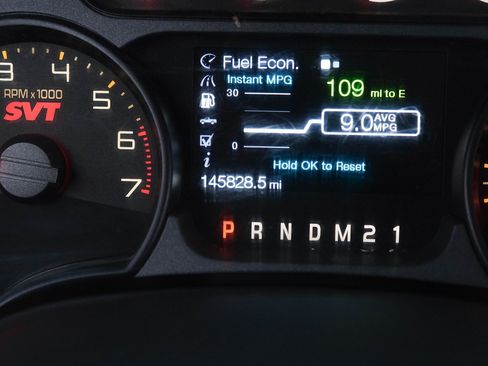 Fuel Econ.
Instant MPG
109 mi to E
30
9.0 AVG MPG
0
Hold OK to Reset
145828.5 mi
P R N D M 2 1
3 4 5 6 7
RPM x1000
SVT